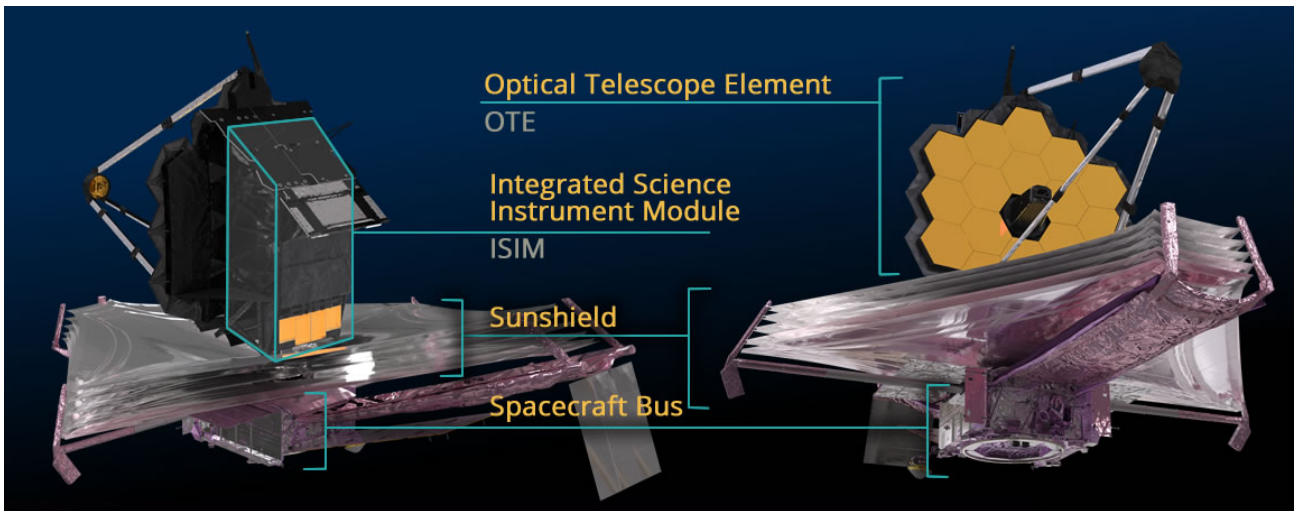 Optical Telescope Element
OTE
Integrated Science
Instrument Module
ISIM
Sunshield
Spacecraft Bus